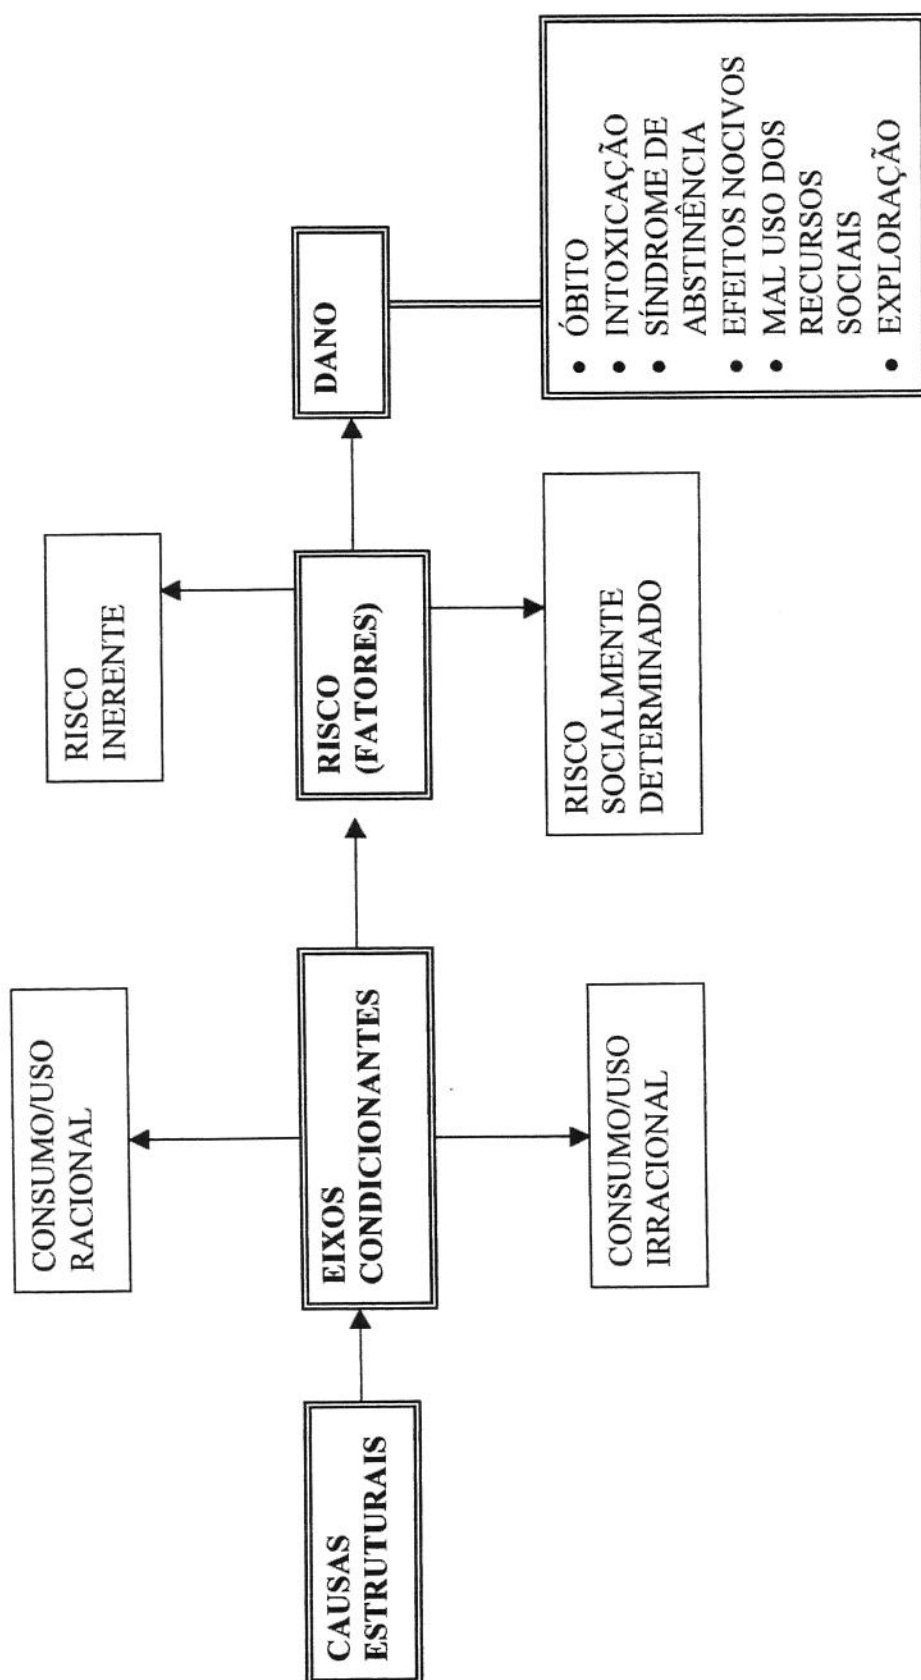 CAUSAS
ESTRUTURAIS
CONSUMO/USO
RACIONAL
EIXOS
CONDICIONANTES
CONSUMO/USO
IRRACIONAL
RISCO
INERENTE
RISCO
(FATORES)
RISCO
SOCIALMENTE
DETERMINADO
DANO
• ÓBITO
• INTOXICAÇÃO
• SÍNDROME DE
ABSTINÊNCIA
• EFEITOS NOCIVOS
• MAL USO DOS
RECURSOS
SOCIAIS
• EXPLORAÇÃO